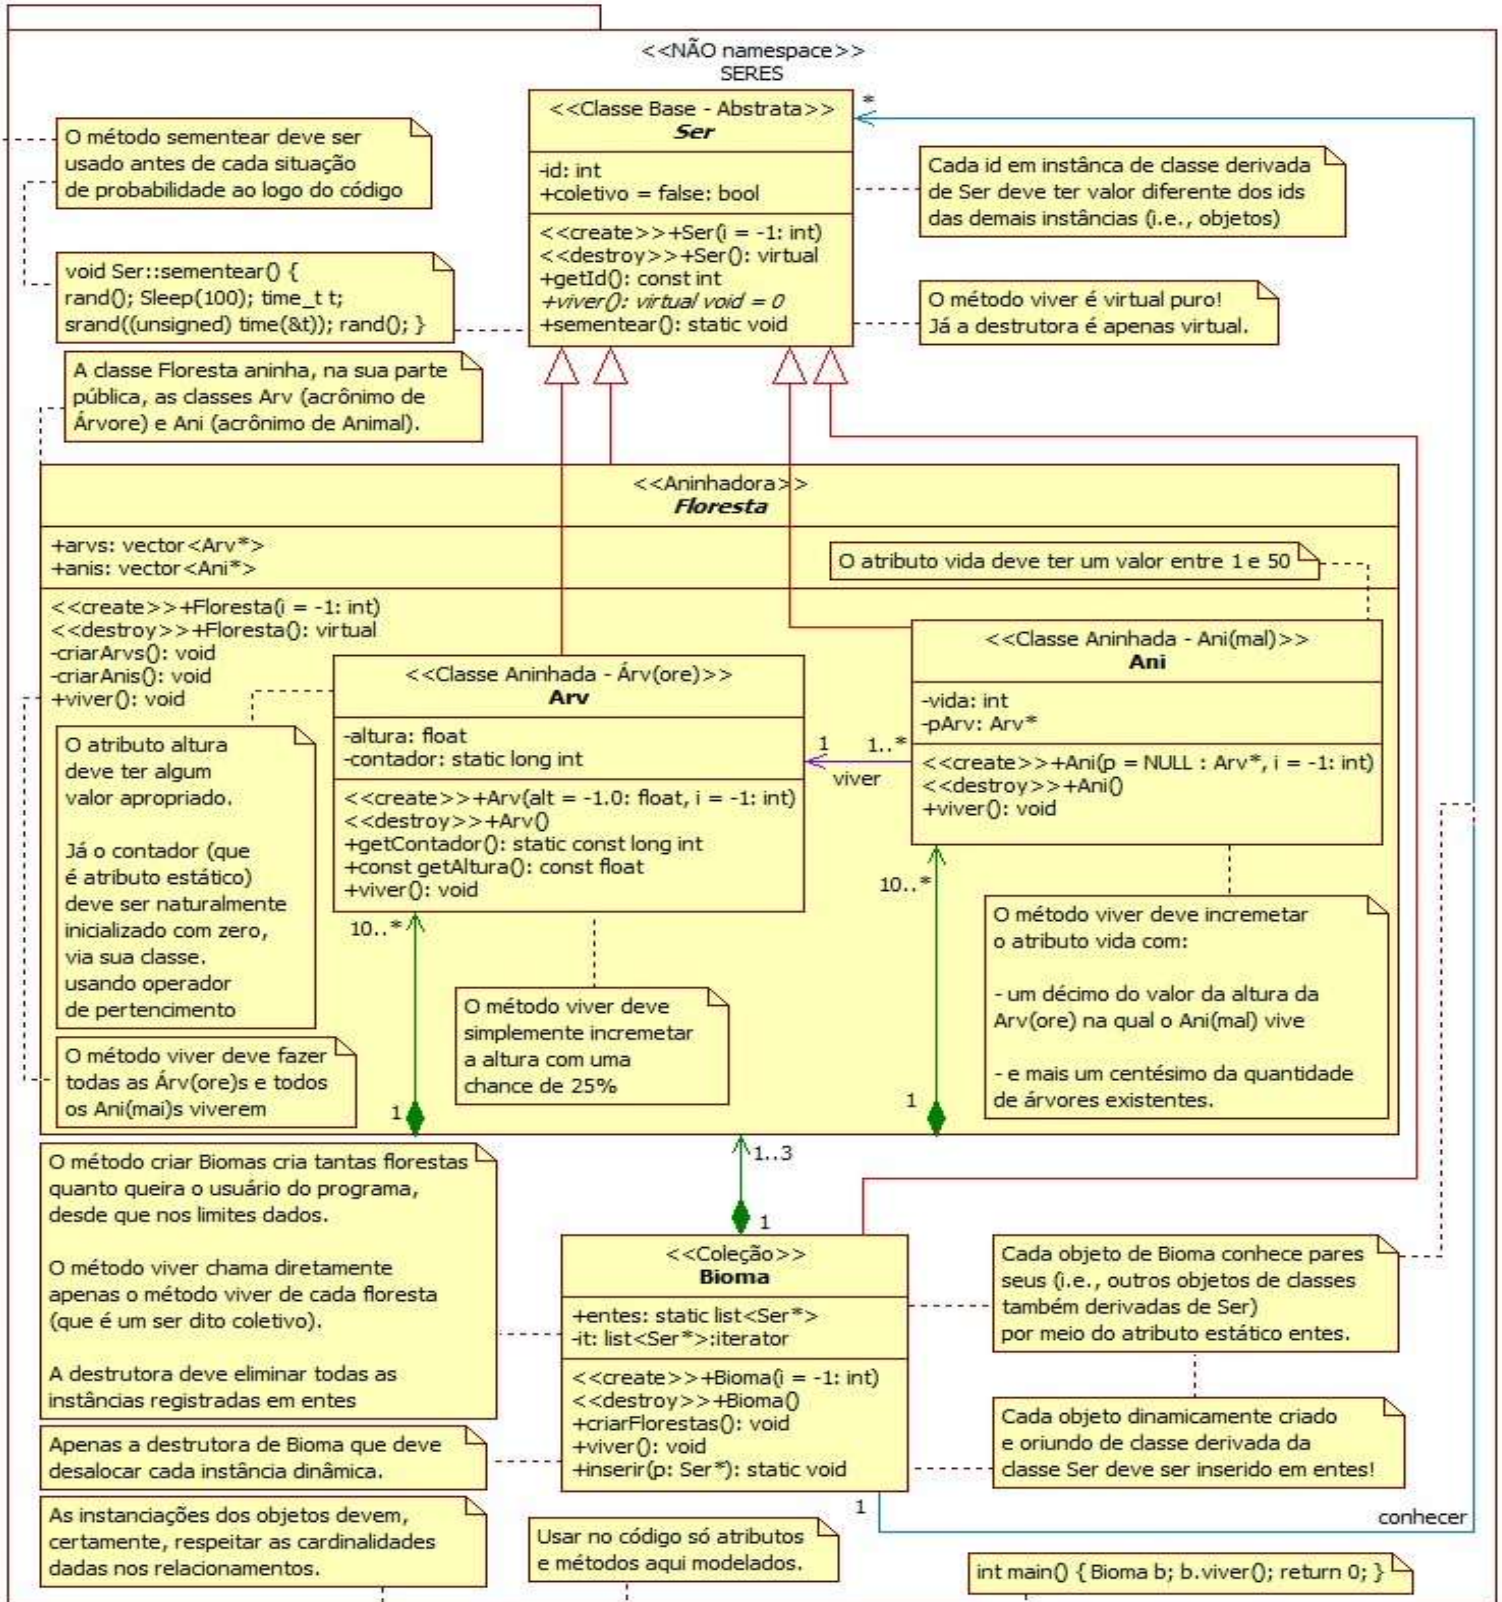 <<NÃO namespace>>
SERES
<<Classe Base - Abstrata>>
Ser
-id: int
+coletivo = false: bool
<<create>>+Ser(i = -1: int)
<<destroy>>+Ser(): virtual
+getId(): const int
+viver(): virtual void = 0
+sementear(): static void
*
O método sementear deve ser
usado antes de cada situação
de probabilidade ao logo do código
void Ser::sementear() {
rand(); Sleep(100); time_t t;
srand((unsigned) time(&t)); rand(); }
Cada id em instânca de classe derivada
de Ser deve ter valor diferente dos ids
das demais instâncias (i.e., objetos)
O método viver é virtual puro!
Já a destrutora é apenas virtual.
A classe Floresta aninha, na sua parte
pública, as classes Arv (acrônimo de
Árvore) e Ani (acrônimo de Animal).
<<Aninhadora>>
Floresta
+arvs: vector<Arv*>
+anis: vector<Ani*>
<<create>>+Floresta(i = -1: int)
<<destroy>>+Floresta(): virtual
-criarArvs(): void
-criarAnis(): void
+viver(): void
O atributo vida deve ter um valor entre 1 e 50
<<Classe Aninhada - Árv(ore)>>
Arv
-altura: float
-contador: static long int
<<create>>+Arv(alt = -1.0: float, i = -1: int)
<<destroy>>+Arv()
+getContador(): static const long int
+const getAltura(): const float
+viver(): void
<<Classe Aninhada - Ani(mal)>>
Ani
-vida: int
-pArv: Arv*
<<create>>+Ani(p = NULL : Arv*, i = -1: int)
<<destroy>>+Ani()
+viver(): void
1
1..*
viver
O atributo altura
deve ter algum
valor apropriado.
Já o contador (que
é atributo estático)
deve ser naturalmente
inicializado com zero,
via sua classe.
usando operador
de pertencimento
O método viver deve fazer
todas as Árv(ore)s e todos
os Ani(mai)s viverem
10..*
1
O método viver deve
simplesmente incremetar
a altura com uma
chance de 25%
10..*
1
O método viver deve incremetar
o atributo vida com:
- um décimo do valor da altura da
Arv(ore) na qual o Ani(mal) vive
- e mais um centésimo da quantidade
de árvores existentes.
1..3
1
O método criar Biomas cria tantas florestas
quanto queira o usuário do programa,
desde que nos limites dados.
O método viver chama diretamente
apenas o método viver de cada floresta
(que é um ser dito coletivo).
A destrutora deve eliminar todas as
instâncias registradas em entes
Apenas a destrutora de Bioma que deve
desalocar cada instância dinâmica.
As instanciações dos objetos devem,
certamente, respeitar as cardinalidades
dadas nos relacionamentos.
<<Coleção>>
Bioma
+entes: static list<Ser*>
-it: list<Ser*>:iterator
<<create>>+Bioma(i = -1: int)
<<destroy>>+Bioma()
+criarFlorestas(): void
+viver(): void
+inserir(p: Ser*): static void
Cada objeto de Bioma conhece pares
seus (i.e., outros objetos de classes
também derivadas de Ser)
por meio do atributo estático entes.
Cada objeto dinamicamente criado
e oriundo de classe derivada da
classe Ser deve ser inserido em entes!
1
conhecer
Usar no código só atributos
e métodos aqui modelados.
int main() { Bioma b; b.viver(); return 0; }